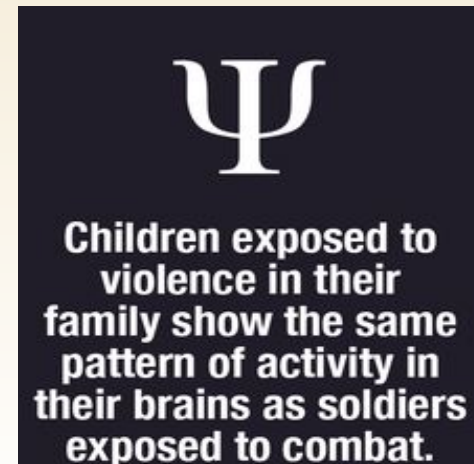 Ψ
Children exposed to
violence in their
family show the same
pattern of activity in
their brains as soldiers
exposed to combat.